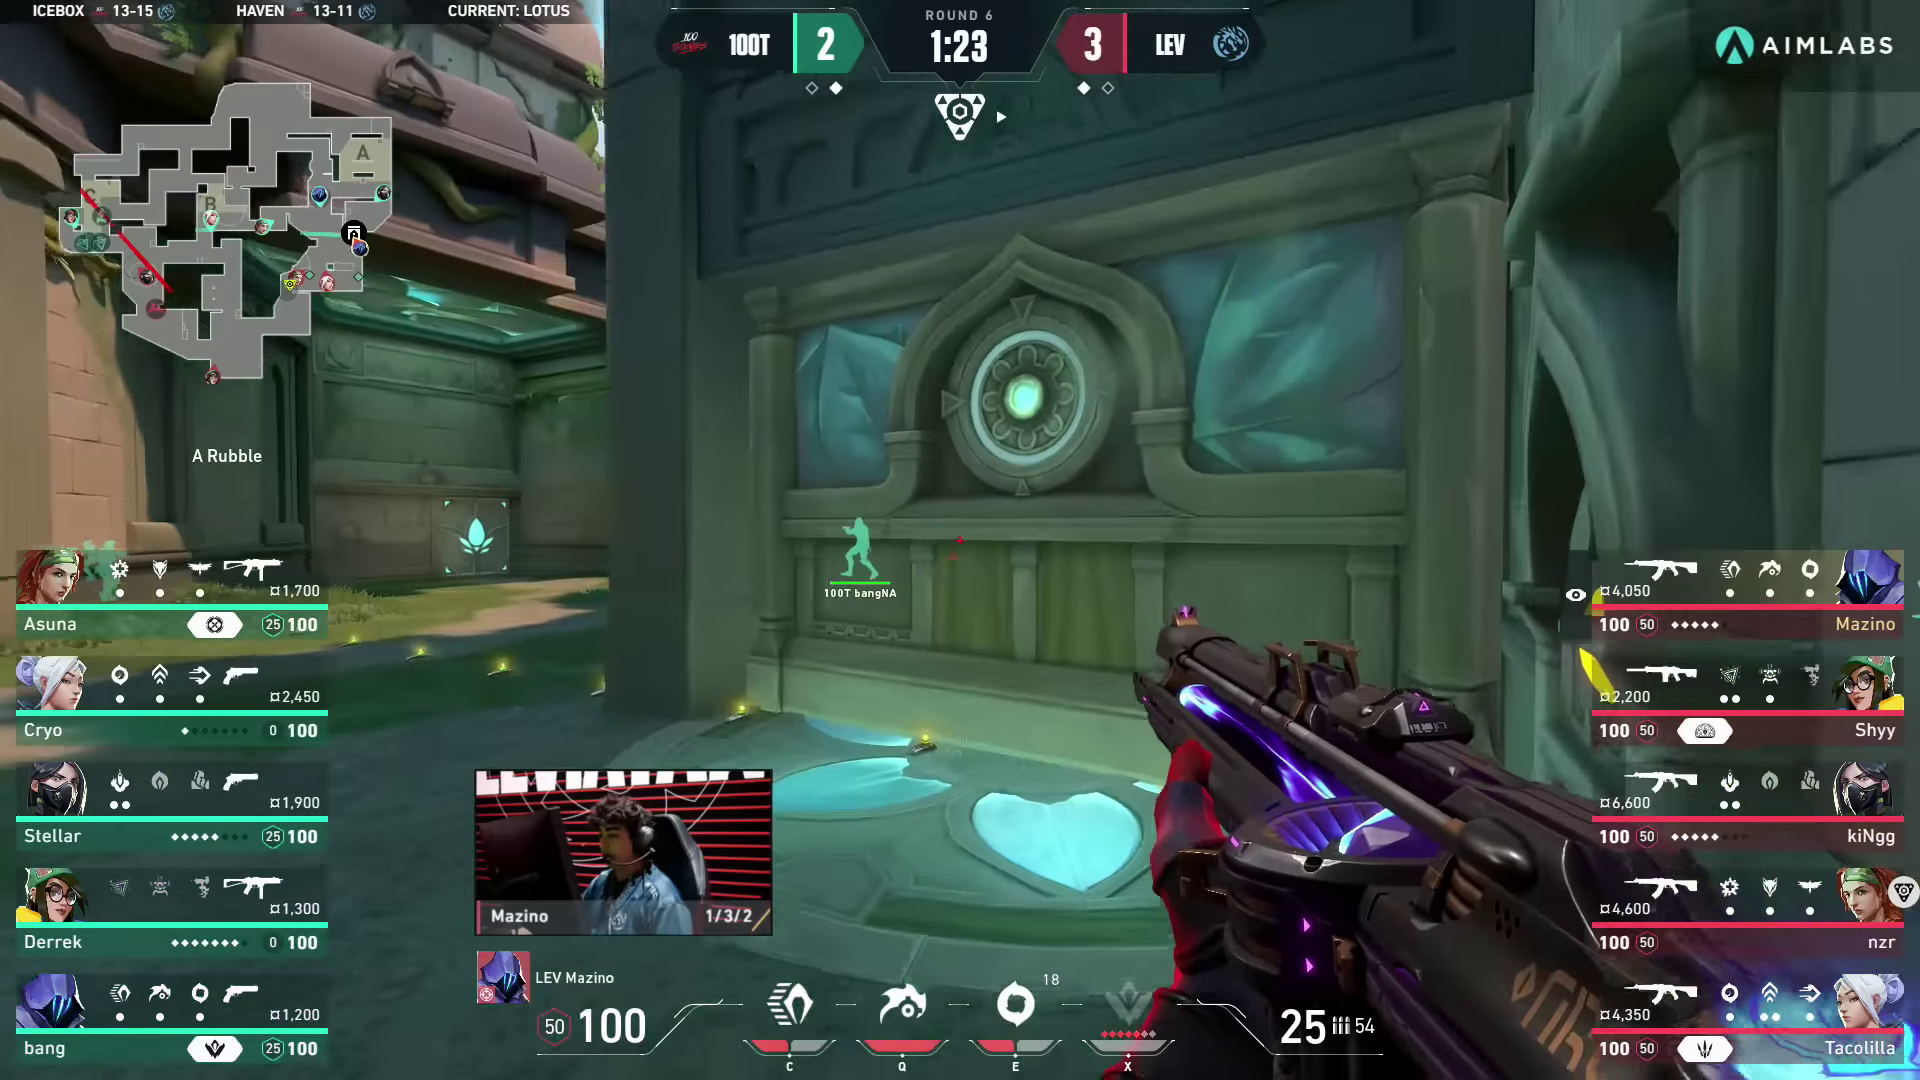 ICEBOX 13-15 HAVEN 13-11 CURRENT: LOTUS
100T 2 ROUND 6 1:23 3 LEV
AIMLABS
A
B
C
A Rubble
100T bangNA
¤1,700
Asuna 25 100
¤2,450
Cryo 0 100
¤1,900
Stellar 25 100
¤1,300
Derrek 0 100
¤1,200
bang 25 100
¤4,050
100 50 Mazino
¤2,200
100 50 Shyy
¤6,600
100 50 kiNgg
¤4,600
100 50 nzr
¤4,350
100 50 Tacolilla
Mazino 1/3/2
LEV Mazino
50 100
18
25 54
C Q E X